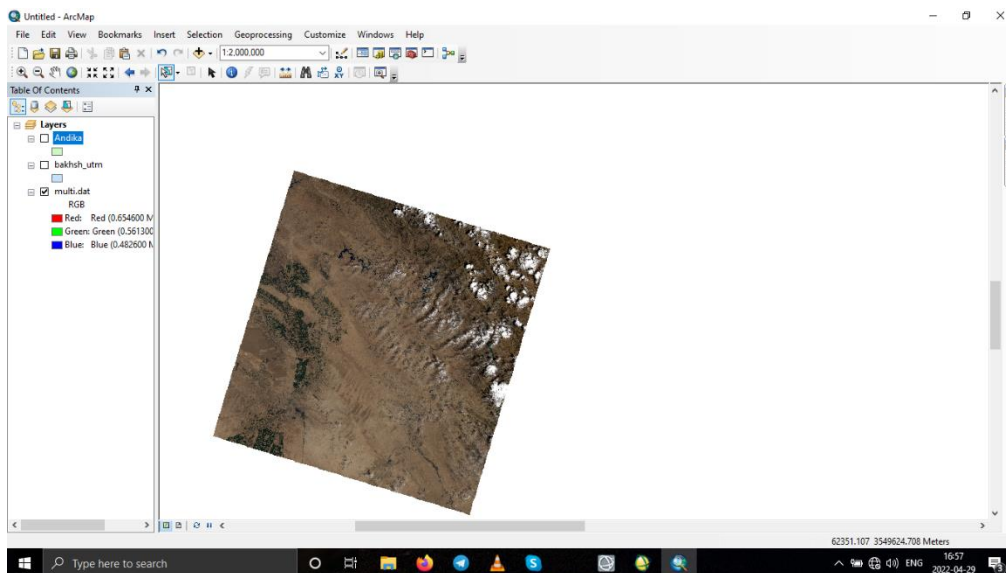 Untitled - ArcMap
File Edit View Bookmarks Insert Selection Geoprocessing Customize Windows Help
1:2.000.000
Table Of Contents
Layers
Andika
bakhsh_utm
multi.dat
RGB
Red: Red (0.654600 M
Green: Green (0.561300
Blue: Blue (0.482600 N
62351.107 3549624.708 Meters
Type here to search
ENG
16:57
2022-04-29